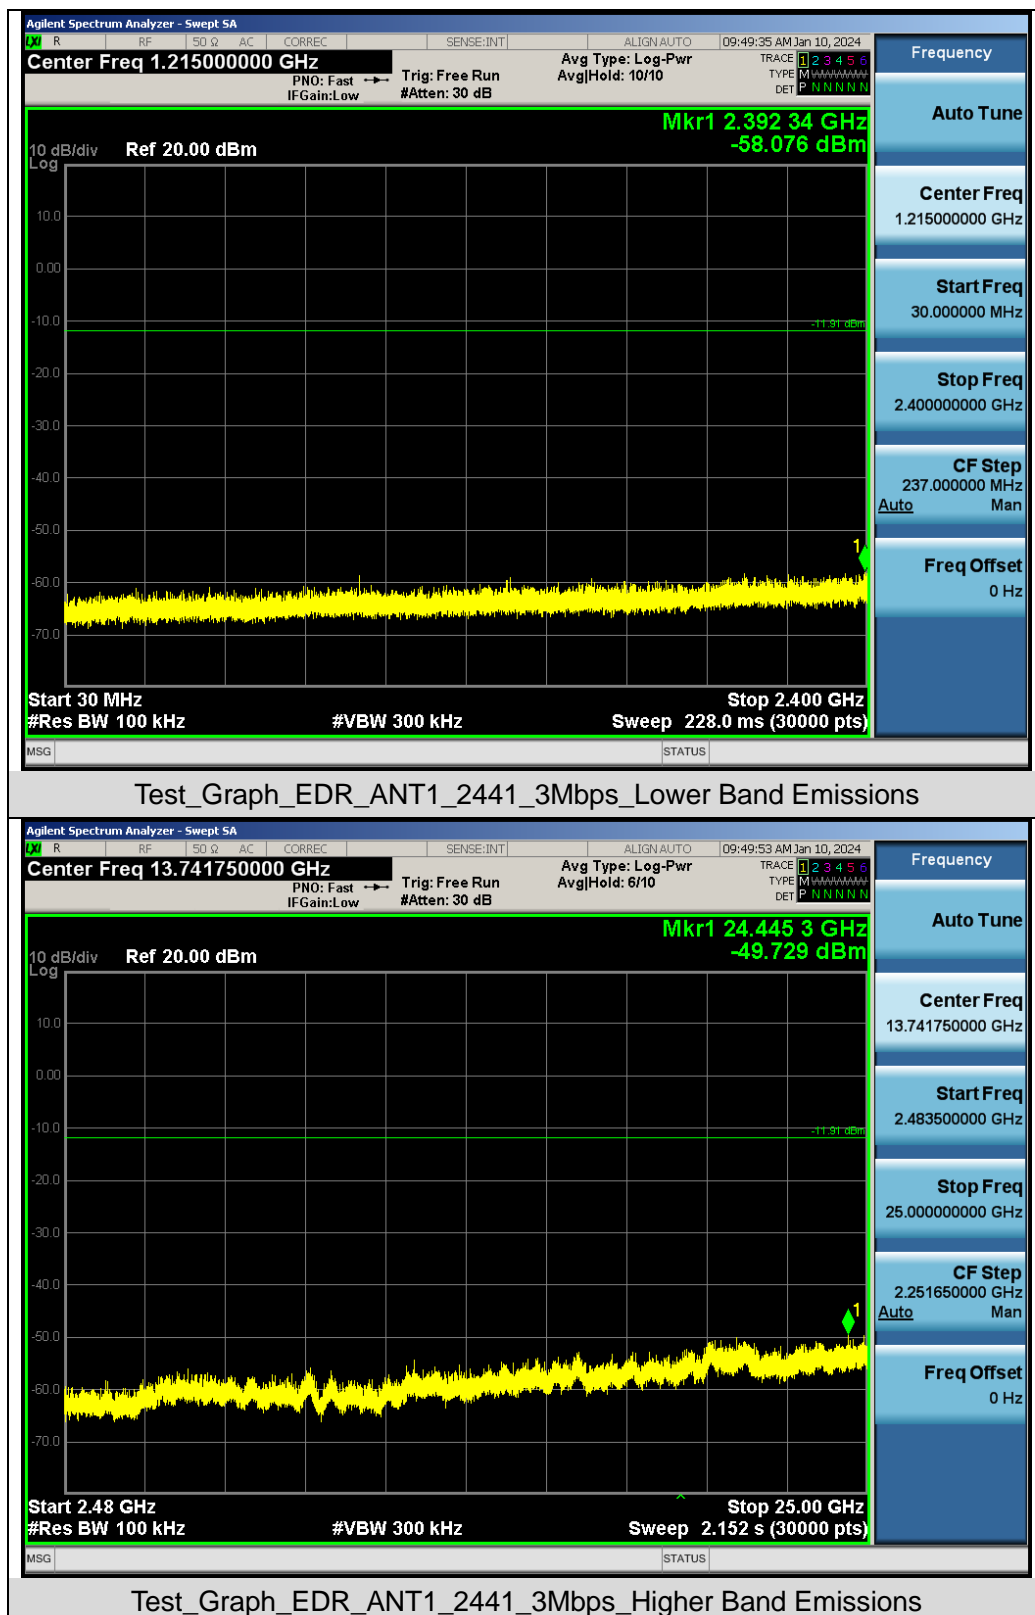 Agilent Spectrum Analyzer - Swept SA
LXI R RF 50 Ω AC CORREC SENSE:INT ALIGN AUTO 09:49:35 AM Jan 10, 2024
Center Freq 1.215000000 GHz
PNO: Fast
IFGain:Low
Trig: Free Run
#Atten: 30 dB
Avg Type: Log-Pwr
Avg|Hold: 10/10
TRACE 1 2 3 4 5 6
TYPE M WWWWW
DET P N N N N N
Mkr1 2.392 34 GHz
-58.076 dBm
10 dB/div
Log
Ref 20.00 dBm
10.0
0.00
-10.0
-11.91 dBm
-20.0
-30.0
-40.0
-50.0
1
-60.0
-70.0
Start 30 MHz
Stop 2.400 GHz
#Res BW 100 kHz
#VBW 300 kHz
Sweep 228.0 ms (30000 pts)
MSG
STATUS
Frequency
Auto Tune
Center Freq
1.215000000 GHz
Start Freq
30.000000 MHz
Stop Freq
2.400000000 GHz
CF Step
237.000000 MHz
Auto Man
Freq Offset
0 Hz
Test_Graph_EDR_ANT1_2441_3Mbps_Lower Band Emissions
Agilent Spectrum Analyzer - Swept SA
LXI R RF 50 Ω AC CORREC SENSE:INT ALIGN AUTO 09:49:53 AM Jan 10, 2024
Center Freq 13.741750000 GHz
PNO: Fast
IFGain:Low
Trig: Free Run
#Atten: 30 dB
Avg Type: Log-Pwr
Avg|Hold: 6/10
TRACE 1 2 3 4 5 6
TYPE M WWWWW
DET P N N N N N
Mkr1 24.445 3 GHz
-49.729 dBm
10 dB/div
Log
Ref 20.00 dBm
10.0
0.00
-10.0
-11.91 dBm
-20.0
-30.0
-40.0
1
-50.0
-60.0
-70.0
Start 2.48 GHz
Stop 25.00 GHz
#Res BW 100 kHz
#VBW 300 kHz
Sweep 2.152 s (30000 pts)
MSG
STATUS
Frequency
Auto Tune
Center Freq
13.741750000 GHz
Start Freq
2.483500000 GHz
Stop Freq
25.000000000 GHz
CF Step
2.251650000 GHz
Auto Man
Freq Offset
0 Hz
Test_Graph_EDR_ANT1_2441_3Mbps_Higher Band Emissions